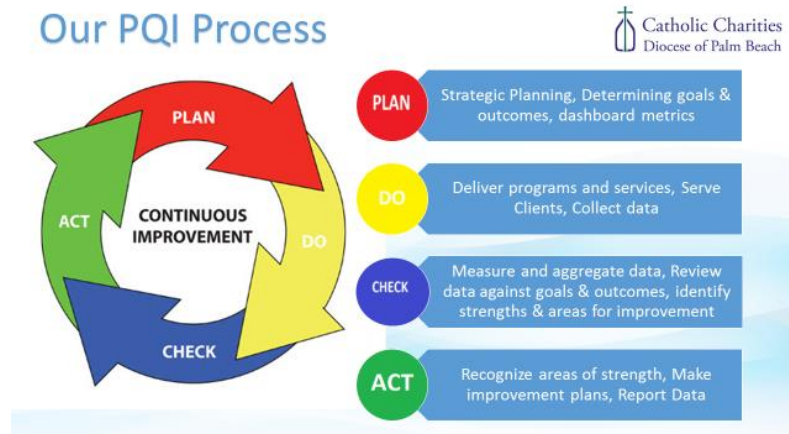 Our PQI Process
Catholic Charities
Diocese of Palm Beach
PLAN
DO
CHECK
ACT
CONTINUOUS
IMPROVEMENT
PLAN
Strategic Planning, Determining goals &
outcomes, dashboard metrics
DO
Deliver programs and services, Serve
Clients, Collect data
CHECK
Measure and aggregate data, Review
data against goals & outcomes, identify
strengths & areas for improvement
ACT
Recognize areas of strength, Make
improvement plans, Report Data